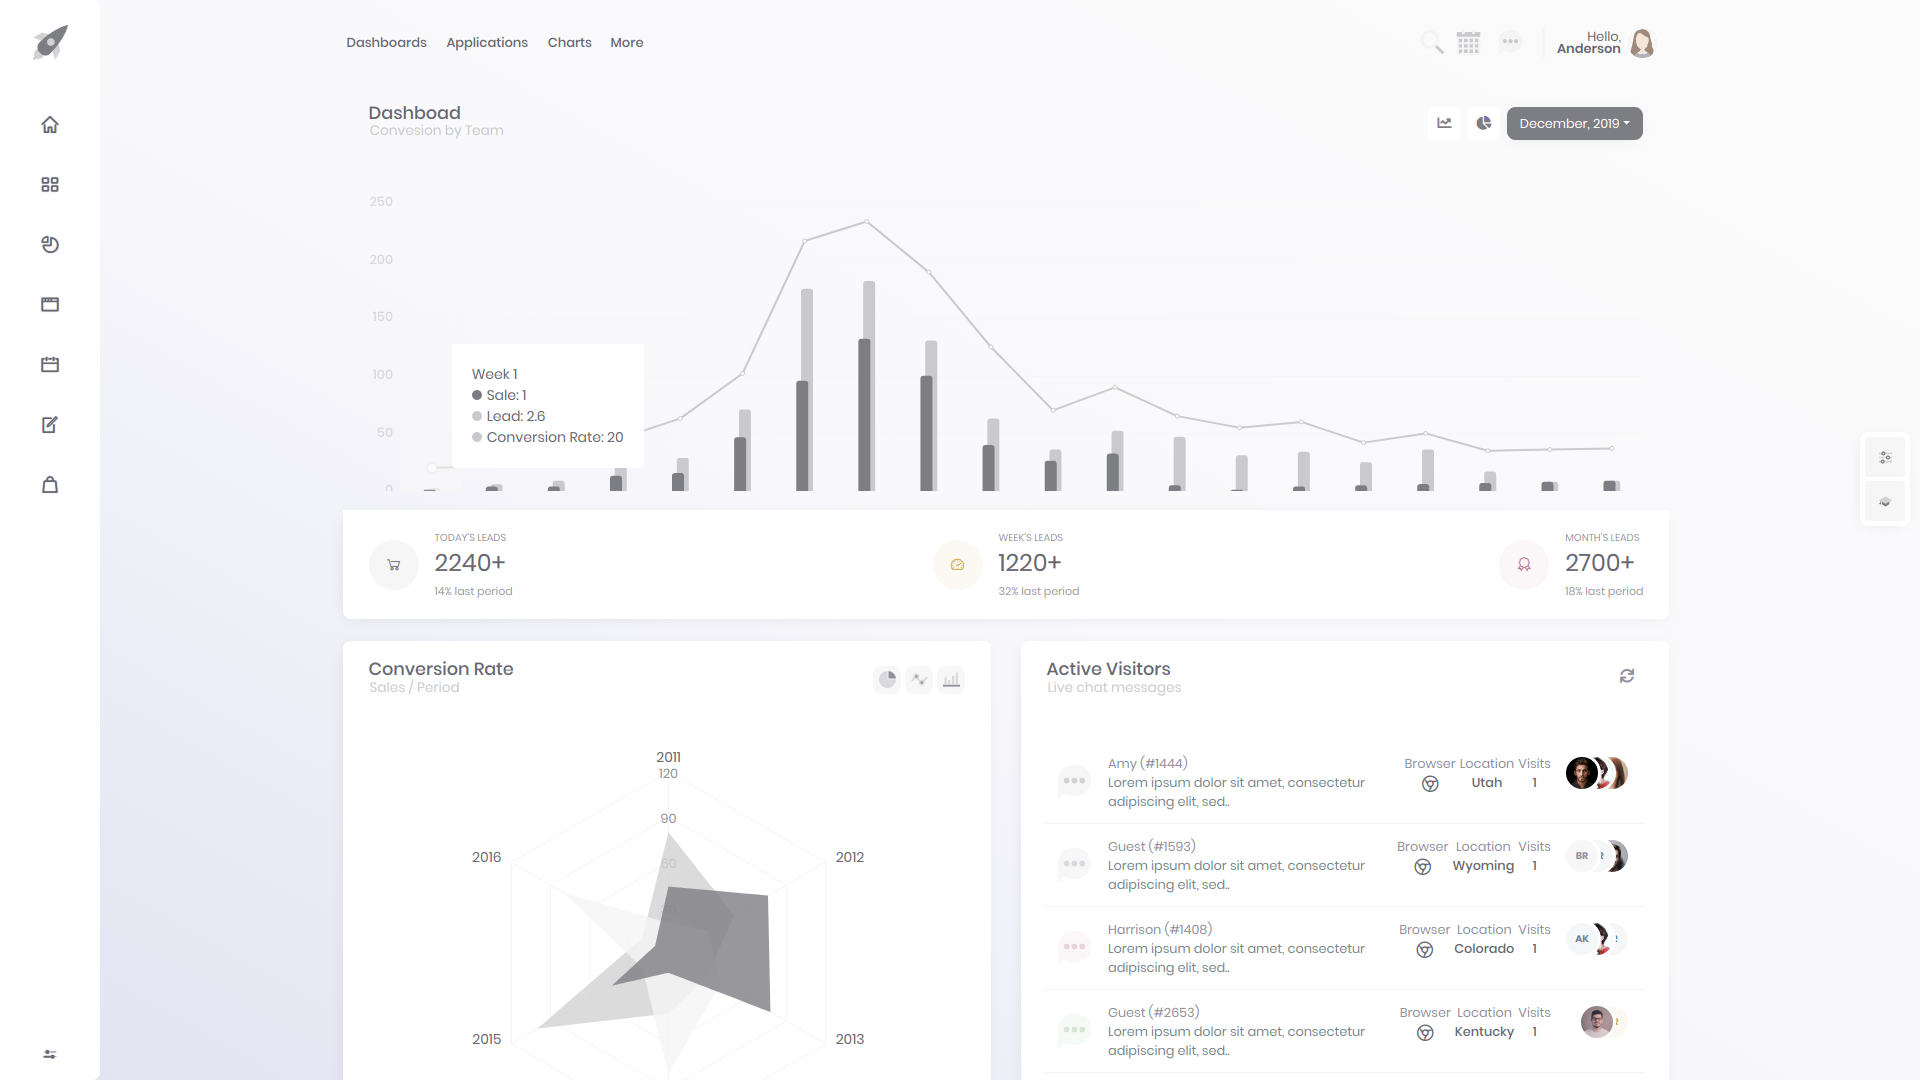 Dashboards Applications Charts More
Hello,
Anderson
Dashboad
Convesion by Team
December, 2019
250
200
150
100
50
0
Week 1
Sale: 1
Lead: 2.6
Conversion Rate: 20
TODAY'S LEADS
2240+
14% last period
WEEK'S LEADS
1220+
32% last period
MONTH'S LEADS
2700+
18% last period
Conversion Rate
Sales / Period
2011
120
90
60
2016
2012
2015
2013
Active Visitors
Live chat messages
Amy (#1444)
Lorem ipsum dolor sit amet, consectetur
adipiscing elit, sed..
Browser Location Visits
Utah 1
Guest (#1593)
Lorem ipsum dolor sit amet, consectetur
adipiscing elit, sed..
Browser Location Visits
Wyoming 1
BR
Harrison (#1408)
Lorem ipsum dolor sit amet, consectetur
adipiscing elit, sed..
Browser Location Visits
Colorado 1
AK
Guest (#2653)
Lorem ipsum dolor sit amet, consectetur
adipiscing elit, sed..
Browser Location Visits
Kentucky 1